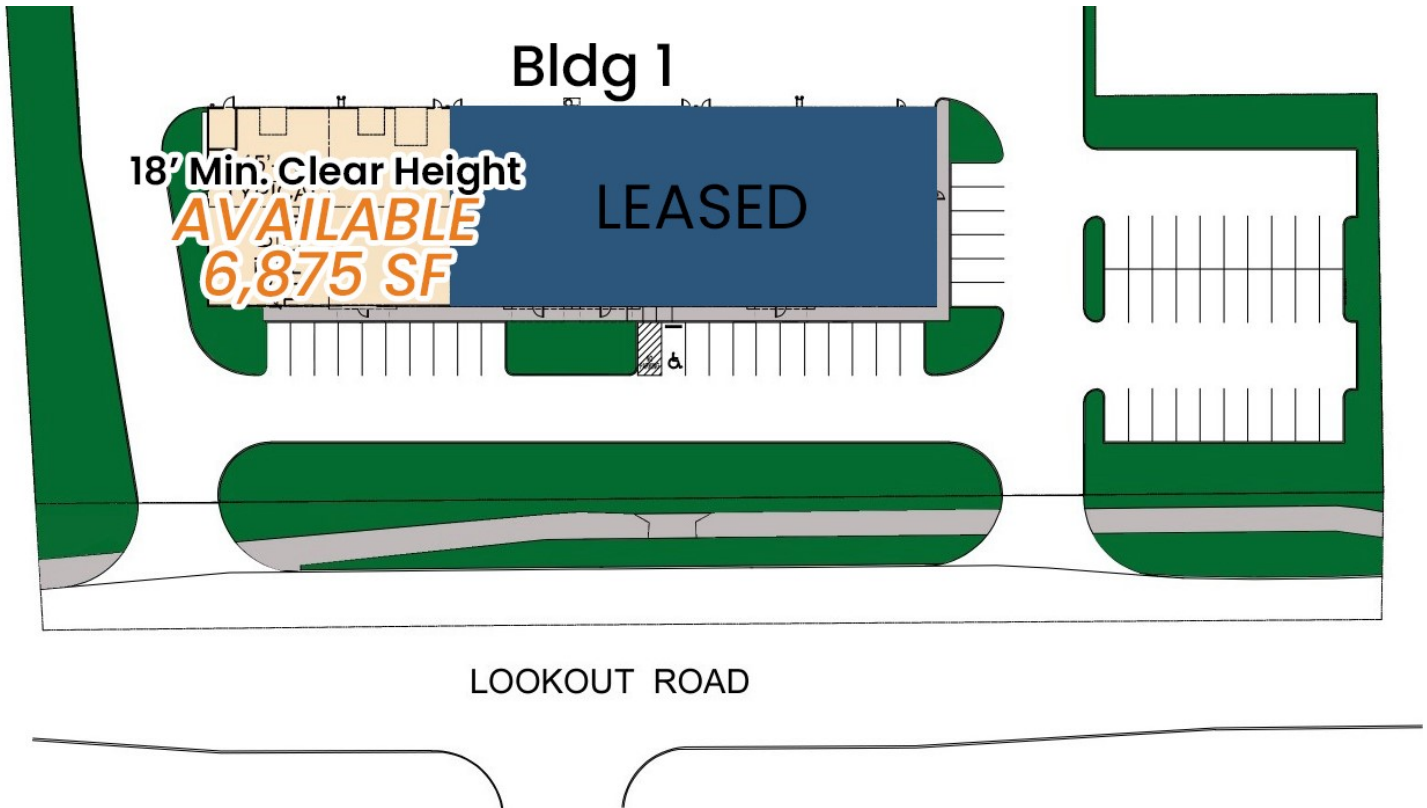 Bldg 1
18' Min. Clear Height
AVAILABLE
6,875 SF
LEASED
LOOKOUT ROAD